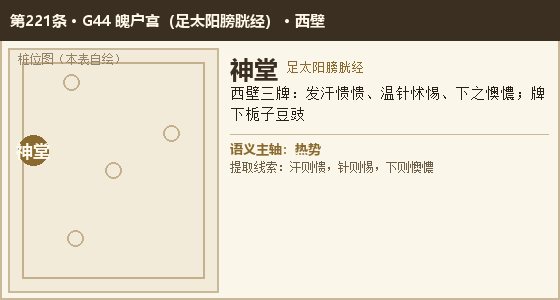 第221条・G44 魄户宫（足太阳膀胱经）・西壁
桩位图（本表自绘）
神堂
神堂 足太阳膀胱经
西壁三牌：发汗愦愦、温针怵惕、下之懊憹；牌
下栀子豆豉
语义主轴：热势
提取线索：汗则愦，针则惕，下则懊憹